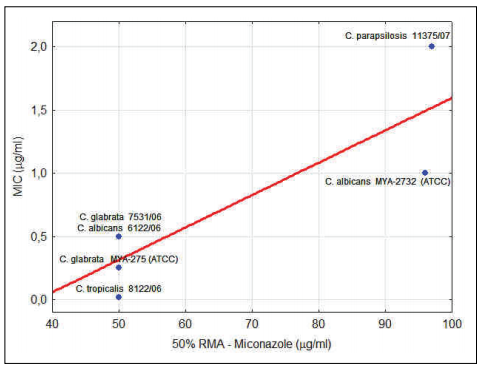 C. parapsilosis 11375/07
2,0
1,5
MIC (µg/ml)
1,0
C. albicans MYA-2732 (ATCC)
C. glabrata 7531/06
C. albicans 6122/06
0,5
C. glabrata MYA-275 (ATCC)
C. tropicalis 8122/06
0,0
40 50 60 70 80 90 100
50% RMA - Miconazole (µg/ml)